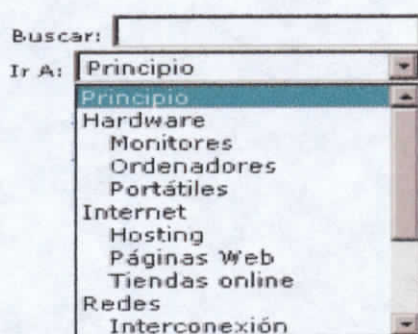 Buscar:
Ir A: Principio
Principio
Hardware
Monitores
Ordenadores
Portátiles
Internet
Hosting
Páginas Web
Tiendas online
Redes
Interconexión